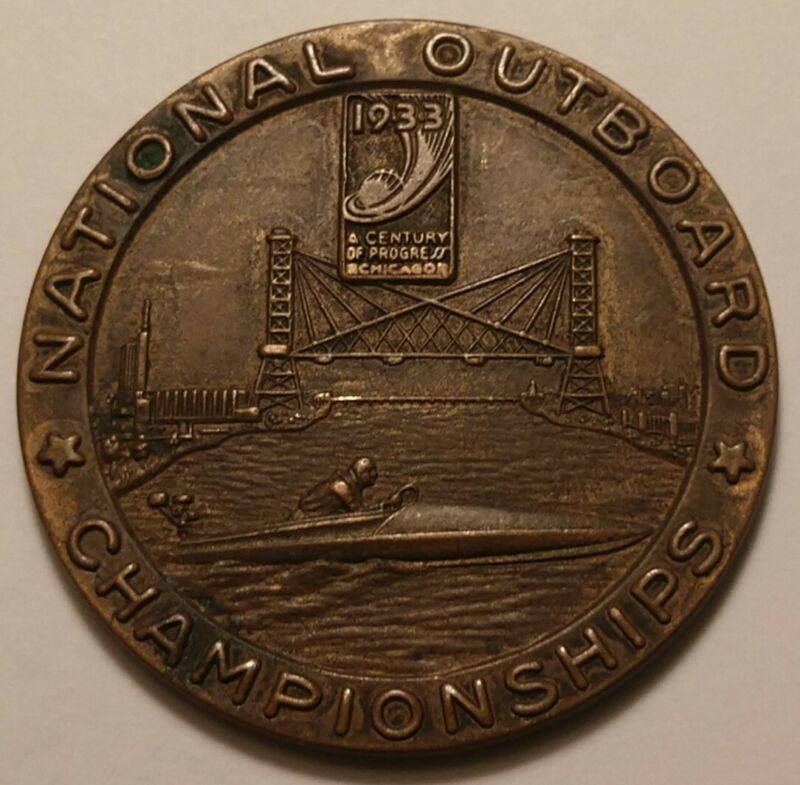 NATIONAL OUTBOARD
1933
A CENTURY
OF PROGRESS
CHICAGO
CHAMPIONSHIPS